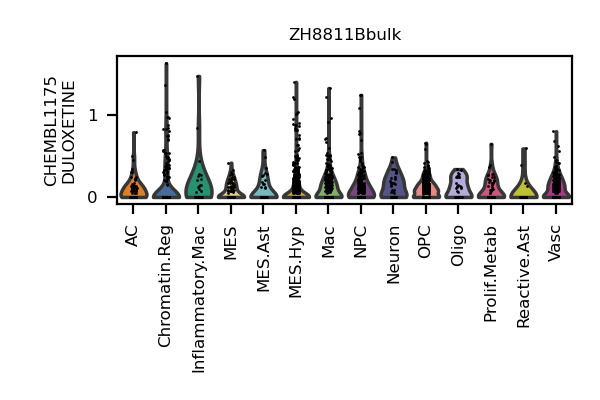 ZH8811Bbulk
CHEMBL1175
DULOXETINE
1
0
AC
Chromatin.Reg
Inflammatory.Mac
MES
MES.Ast
MES.Hyp
Mac
NPC
Neuron
OPC
Oligo
Prolif.Metab
Reactive.Ast
Vasc